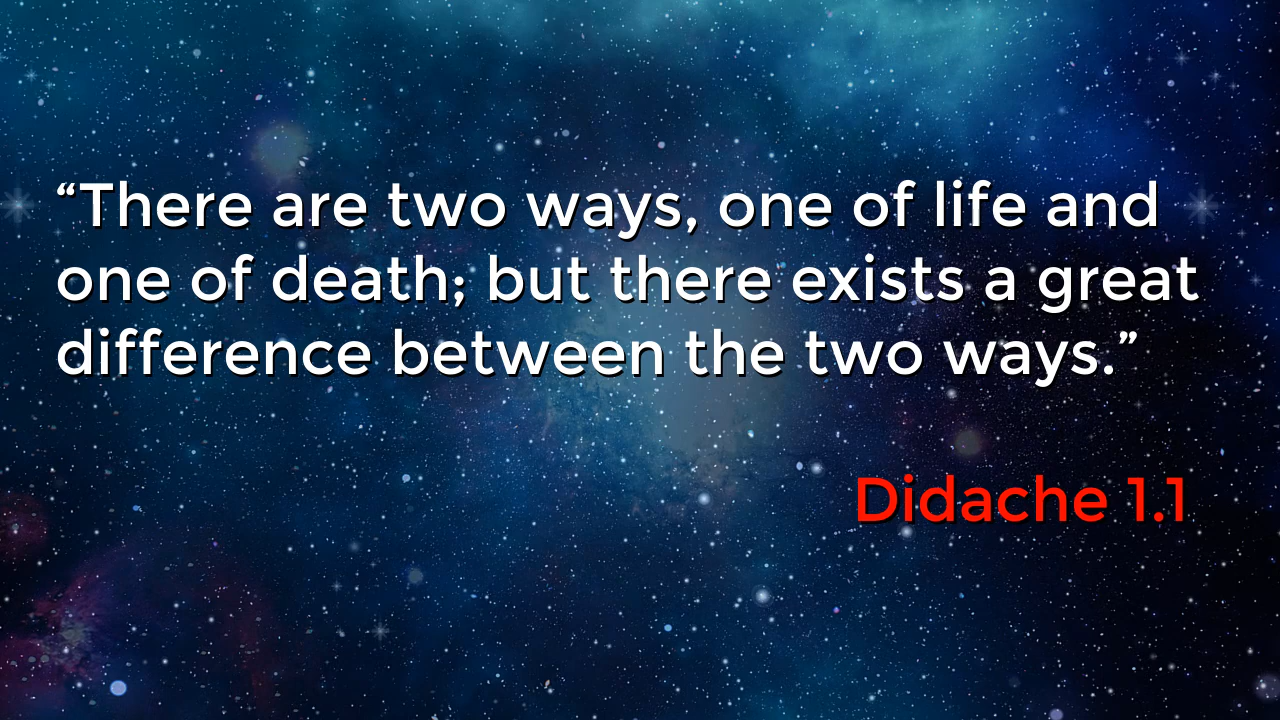 “There are two ways, one of life and
one of death; but there exists a great
difference between the two ways.”
Didache 1.1